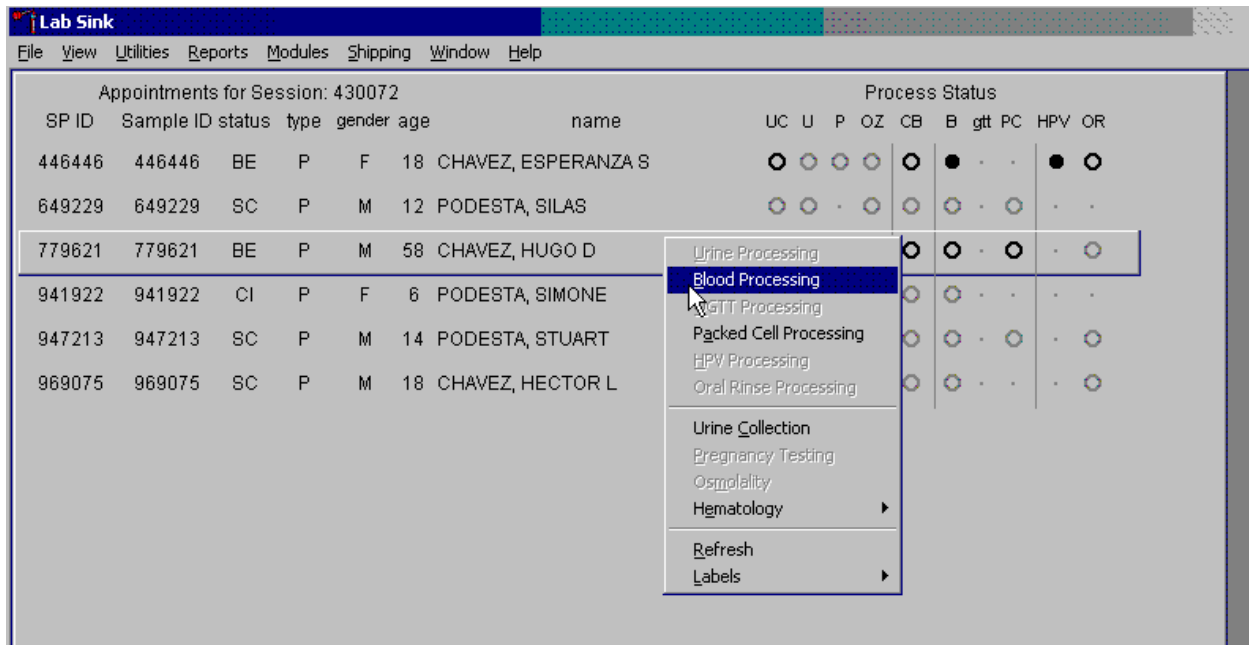 Lab Sink
File View Utilities Reports Modules Shipping Window Help
Appointments for Session: 430072 Process Status
SP ID Sample ID status type gender age name UC U P OZ CB B gtt PC HPV OR
446446 446446 BE P F 18 CHAVEZ, ESPERANZA S
649229 649229 SC P M 12 PODESTA, SILAS
779621 779621 BE P M 58 CHAVEZ, HUGO D
941922 941922 CI P F 6 PODESTA, SIMONE
947213 947213 SC P M 14 PODESTA, STUART
969075 969075 SC P M 18 CHAVEZ, HECTOR L
Urine Processing
Blood Processing
GTT Processing
Packed Cell Processing
HPV Processing
Oral Rinse Processing
Urine Collection
Pregnancy Testing
Osmolality
Hematology
Refresh
Labels